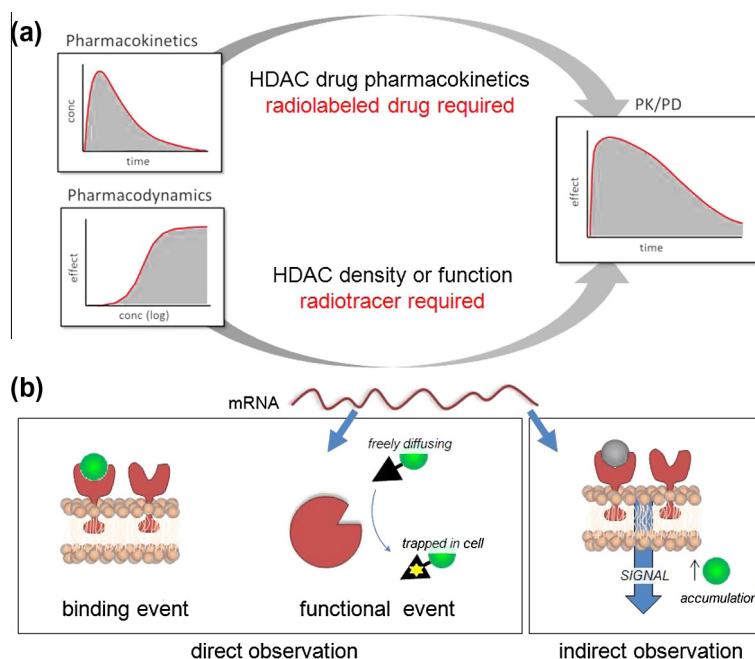 (a)
Pharmacokinetics
conc
time
HDAC drug pharmacokinetics
radiolabeled drug required
PK/PD
effect
time
Pharmacodynamics
effect
conc (log)
HDAC density or function
radiotracer required
(b)
mRNA
freely diffusing
trapped in cell
binding event
functional event
direct observation
SIGNAL
accumulation
indirect observation